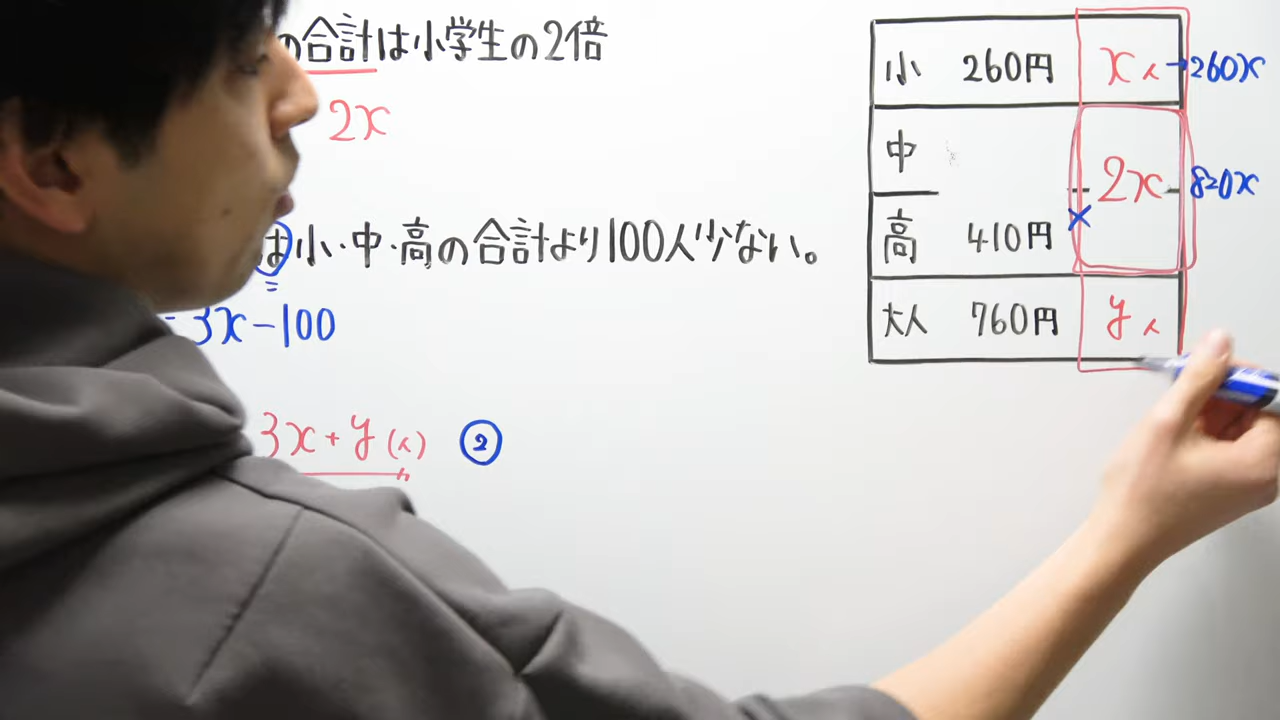 の合計は小学生の2倍
2x
は小・中・高の合計より100人少ない。
3x-100
3x+y(人) ②
小 260円 x人→260x
中
2x 820x
高 410円 ×
大人 760円 y人